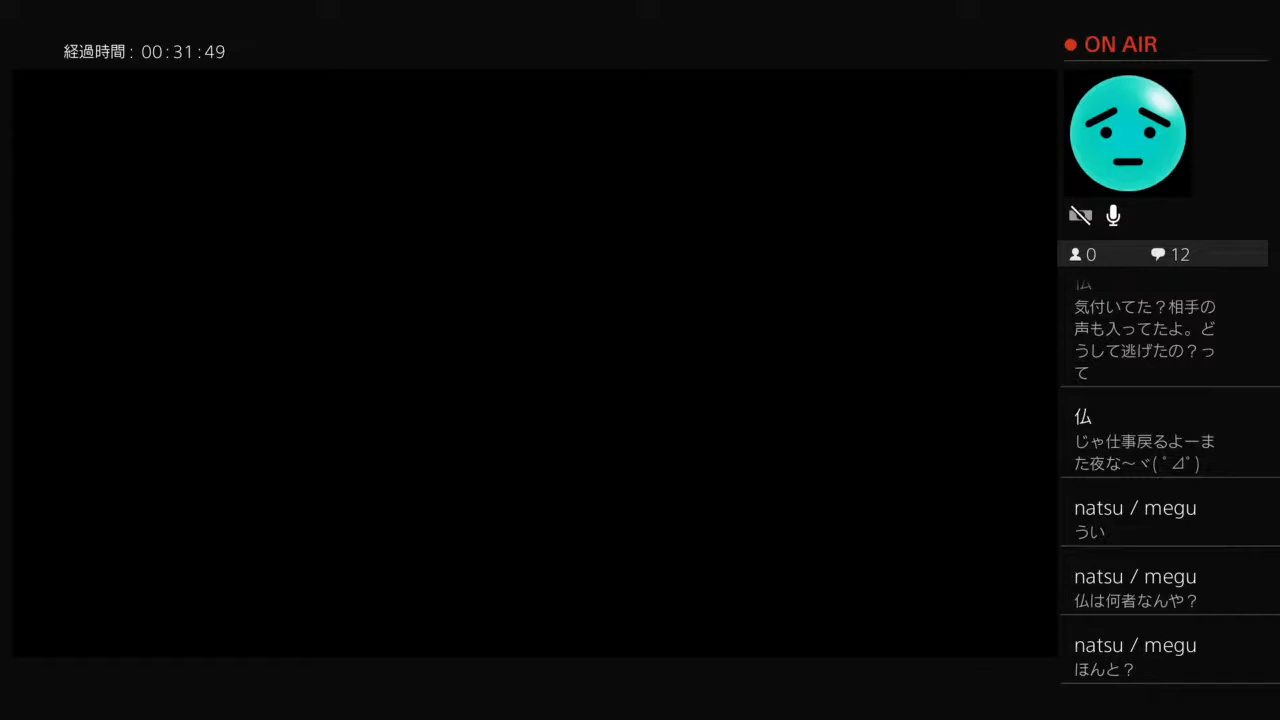 経過時間: 00:31:49
ON AIR
0
12
仏
気付いてた？相手の
声も入ってたよ。ど
うして逃げたの？っ
て
仏
じゃ仕事戻るよーま
た夜な〜ヾ(ﾟ⊿ﾟ)
natsu / megu
うい
natsu / megu
仏は何者なんや？
natsu / megu
ほんと？